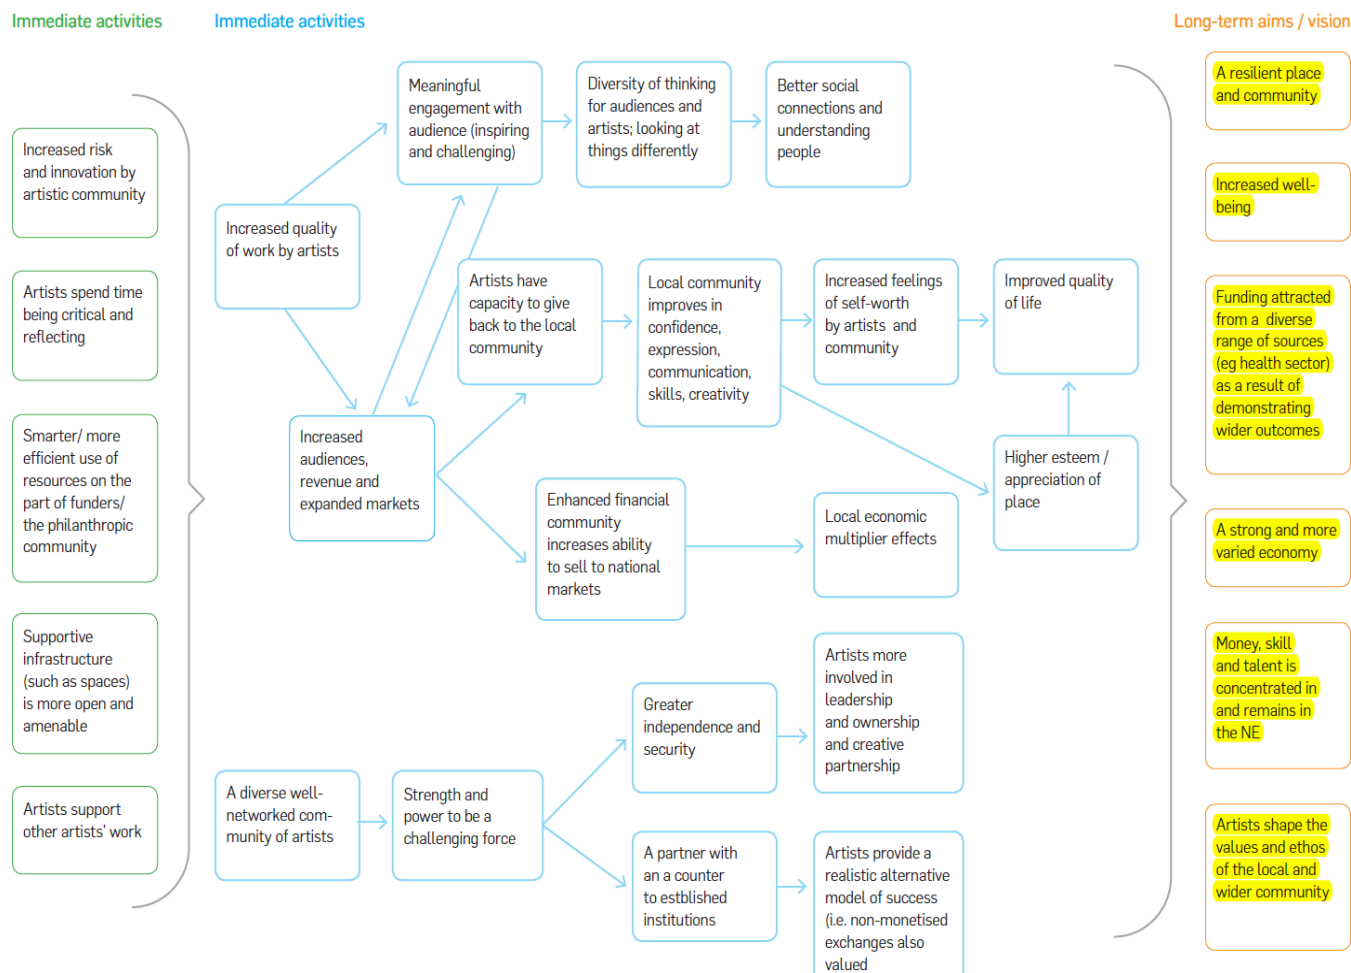 Immediate activities
Immediate activities
Long-term aims / vision
Increased risk
and innovation by
artistic community
Artists spend time
being critical and
reflecting
Smarter/ more
efficient use of
resources on the
part of funders/
the philanthropic
community
Supportive
infrastructure
(such as spaces)
is more open and
amenable
Artists support
other artists' work
Increased quality
of work by artists
Meaningful
engagement with
audience (inspiring
and challenging)
Diversity of thinking
for audiences and
artists; looking at
things differently
Better social
connections and
understanding
people
Artists have
capacity to give
back to the local
community
Local community
improves in
confidence,
expression,
communication,
skills, creativity
Increased feelings
of self-worth
by artists and
community
Improved quality
of life
Increased
audiences,
revenue and
expanded markets
Enhanced financial
community
increases ability
to sell to national
markets
Local economic
multiplier effects
Higher esteem /
appreciation of
place
A diverse well-
networked com-
munity of artists
Strength and
power to be a
challenging force
Greater
independence and
security
Artists more
involved in
leadership
and ownership
and creative
partnership
A partner with
an a counter
to estblished
institutions
Artists provide a
realistic alternative
model of success
(i.e. non-monetised
exchanges also
valued
A resilient place
and community
Increased well-
being
Funding attracted
from a diverse
range of sources
(eg health sector)
as a result of
demonstrating
wider outcomes
A strong and more
varied economy
Money, skill
and talent is
concentrated in
and remains in
the NE
Artists shape the
values and ethos
of the local and
wider community